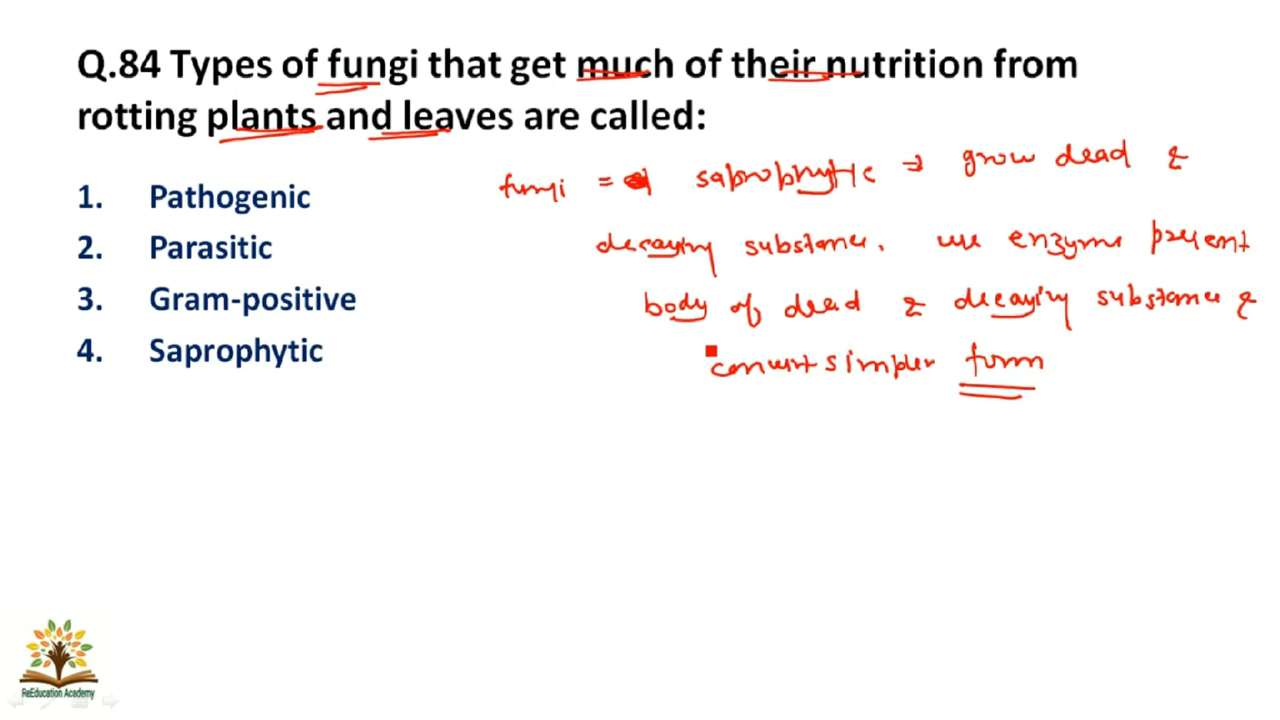 Q.84 Types of fungi that get much of their nutrition from
rotting plants and leaves are called:
1. Pathogenic
2. Parasitic
3. Gram-positive
4. Saprophytic
fungi = saprophytic ⇒ grow dead &
decaying substance. use enzyme present
body of dead & decaying substance &
convert simpler form
ReEducation Academy